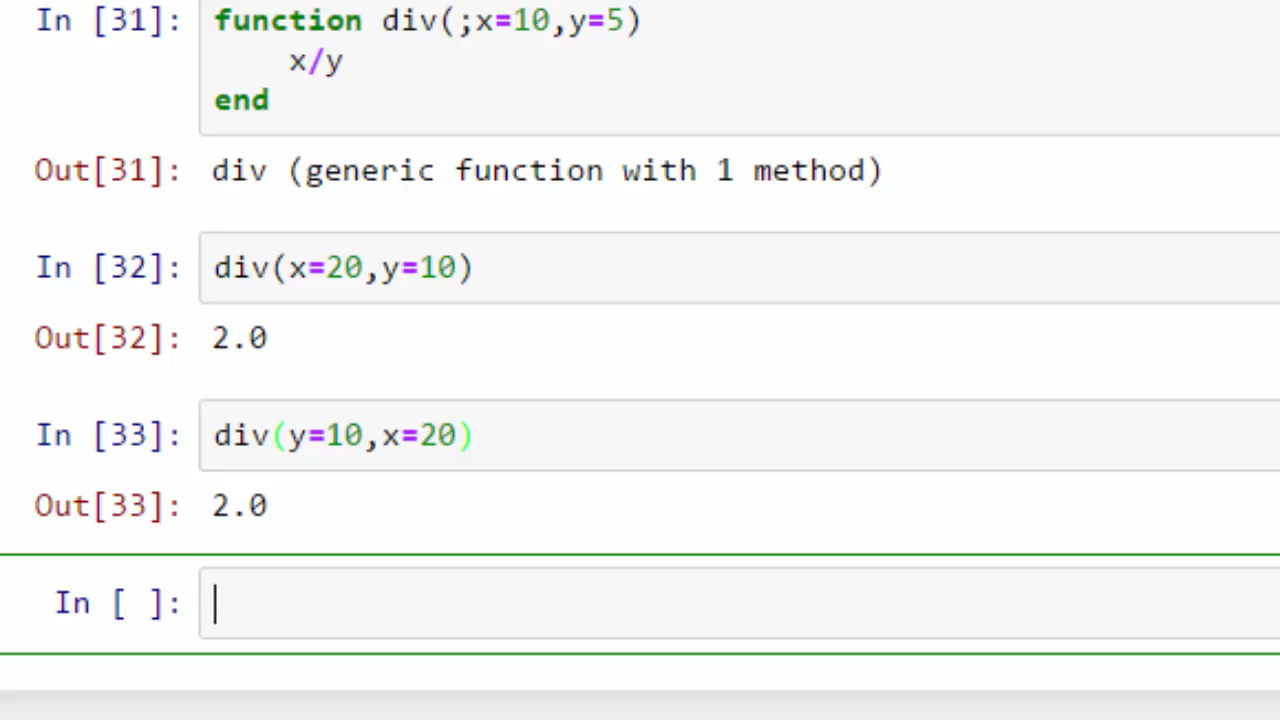 In [31]: function div(;x=10,y=5)
x/y
end
Out[31]: div (generic function with 1 method)
In [32]: div(x=20,y=10)
Out[32]: 2.0
In [33]: div(y=10,x=20)
Out[33]: 2.0
In [ ]: